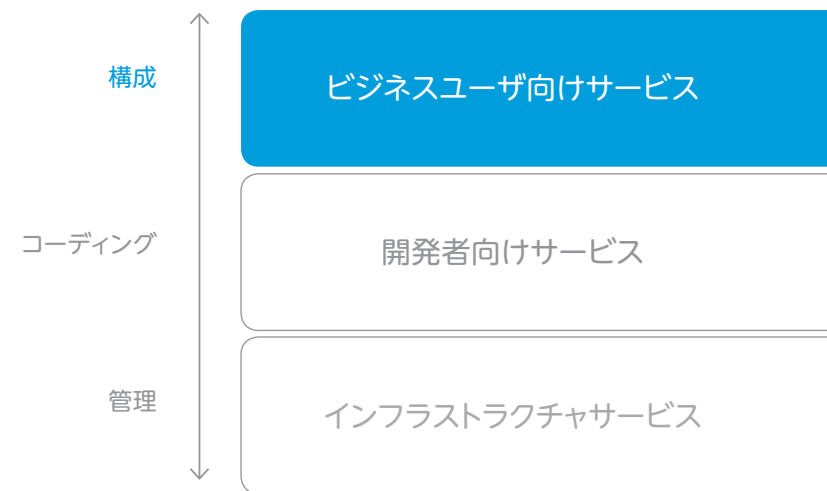 構成
ビジネスユーザ向けサービス
コーディング
開発者向けサービス
管理
インフラストラクチャサービス